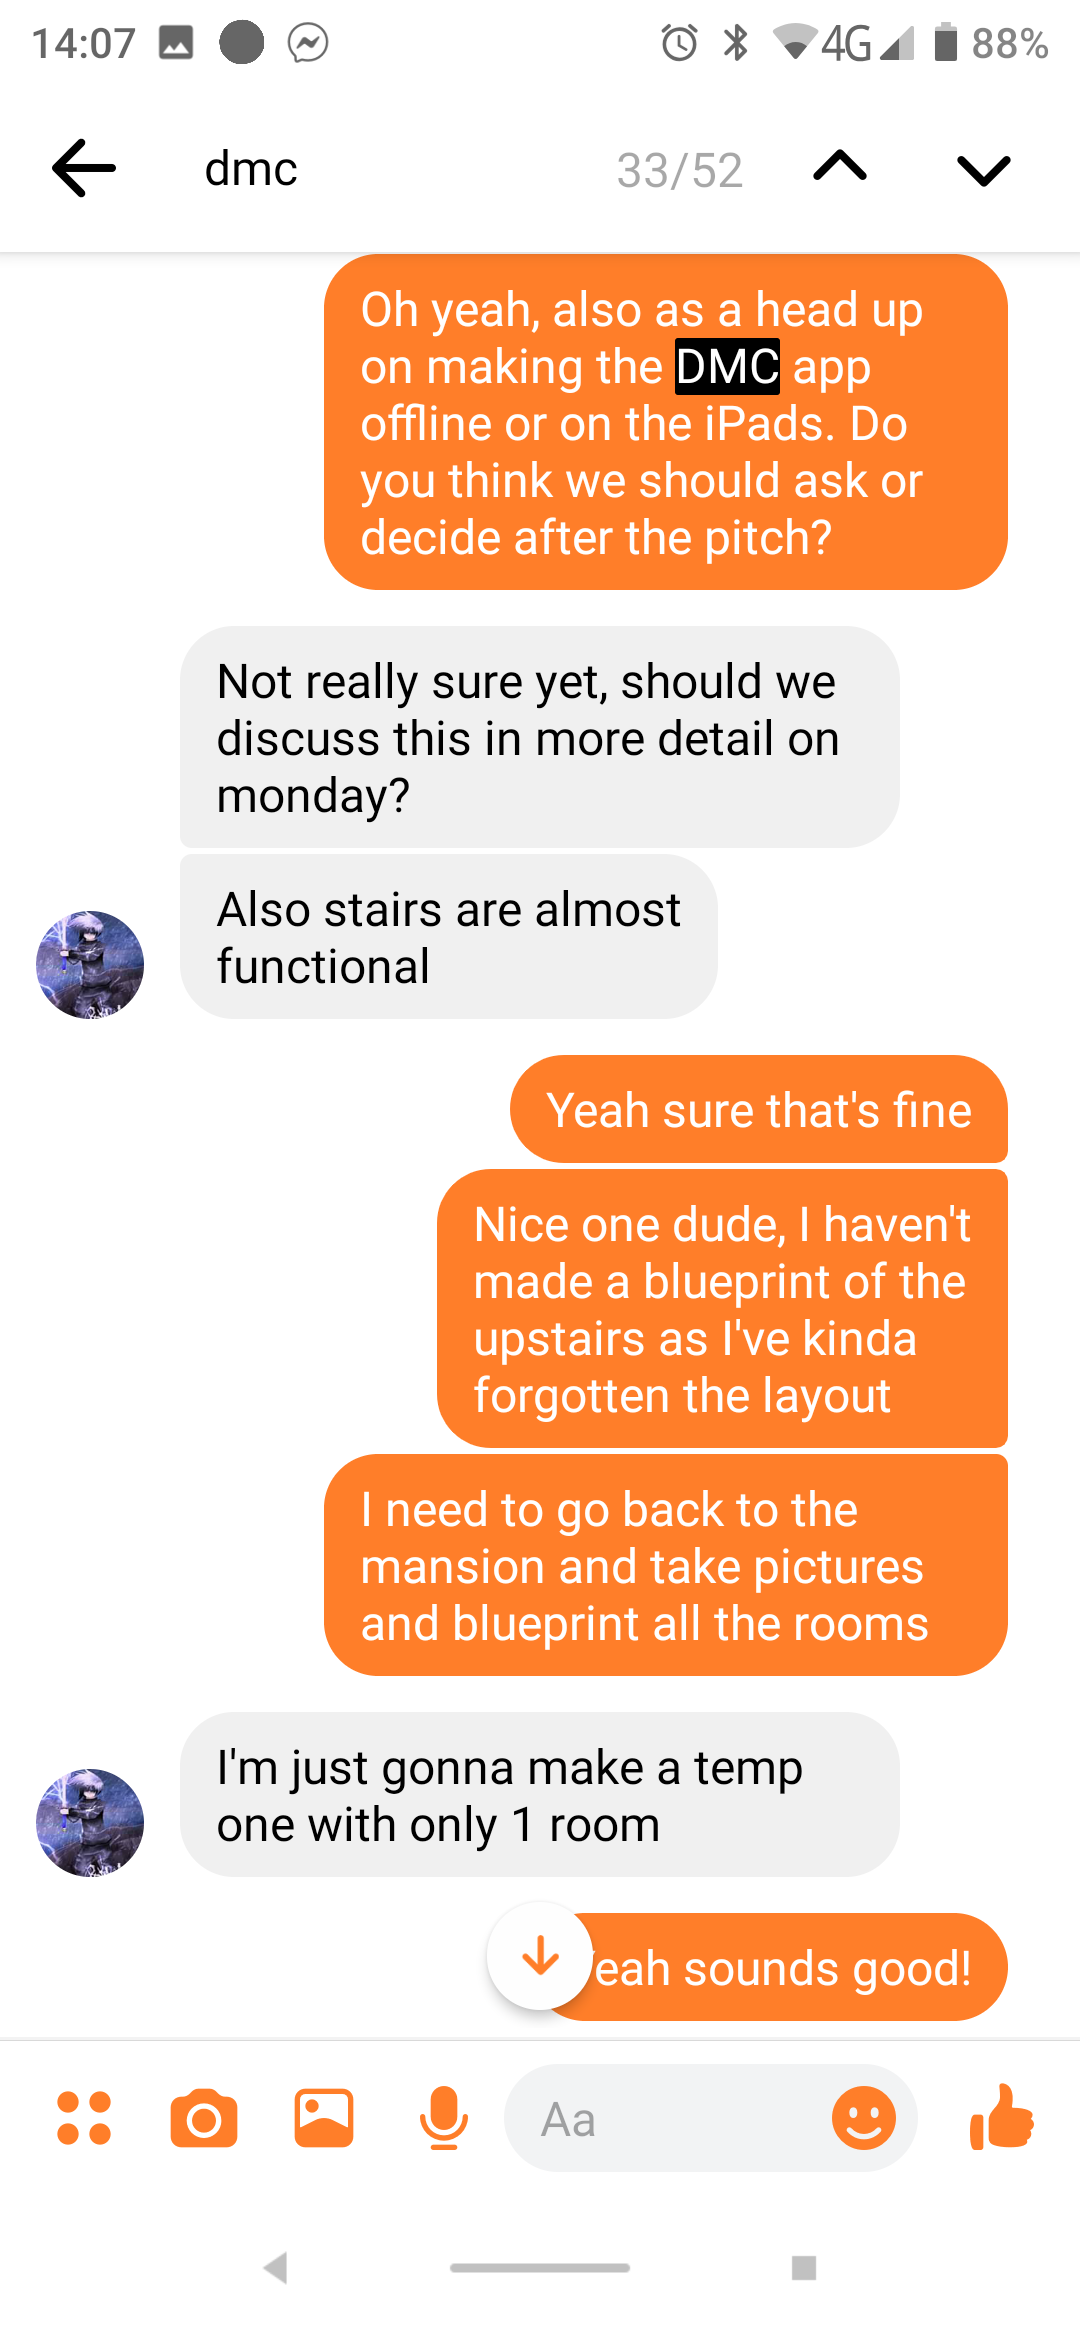 14:07 4G 88%
dmc 33/52
Oh yeah, also as a head up
on making the DMC app
offline or on the iPads. Do
you think we should ask or
decide after the pitch?
Not really sure yet, should we
discuss this in more detail on
monday?
Also stairs are almost
functional
Yeah sure that's fine
Nice one dude, I haven't
made a blueprint of the
upstairs as I've kinda
forgotten the layout
I need to go back to the
mansion and take pictures
and blueprint all the rooms
I'm just gonna make a temp
one with only 1 room
eah sounds good!
Aa